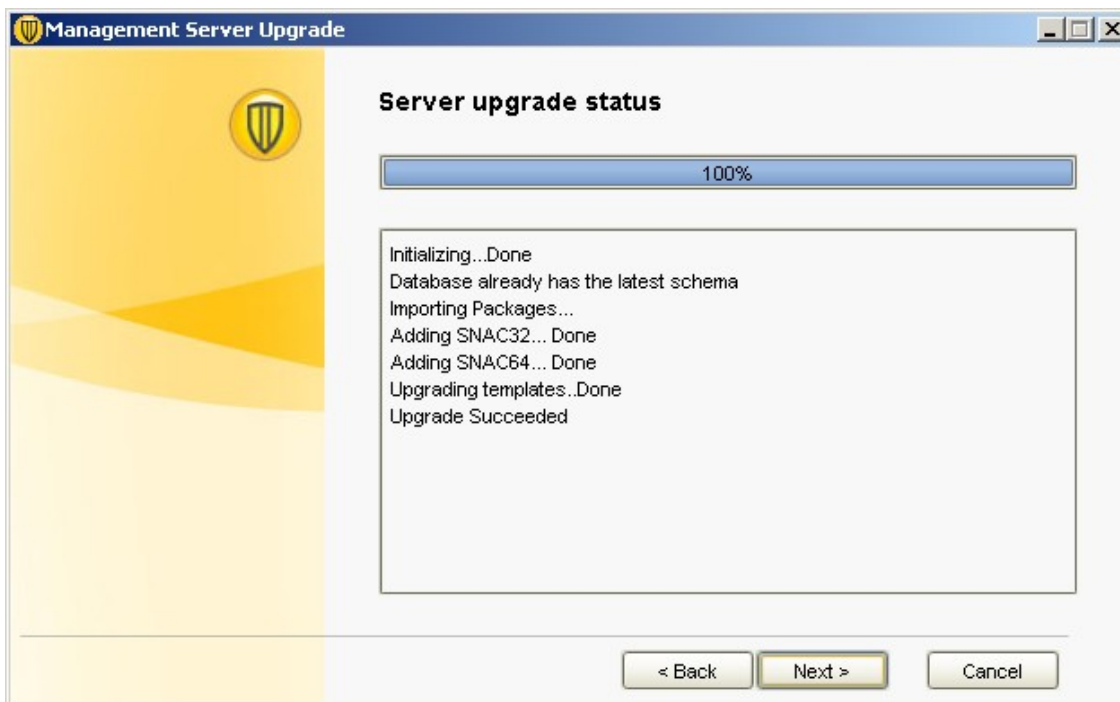 Management Server Upgrade
Server upgrade status
100%
Initializing...Done
Database already has the latest schema
Importing Packages...
Adding SNAC32... Done
Adding SNAC64... Done
Upgrading templates..Done
Upgrade Succeeded
< Back Next > Cancel